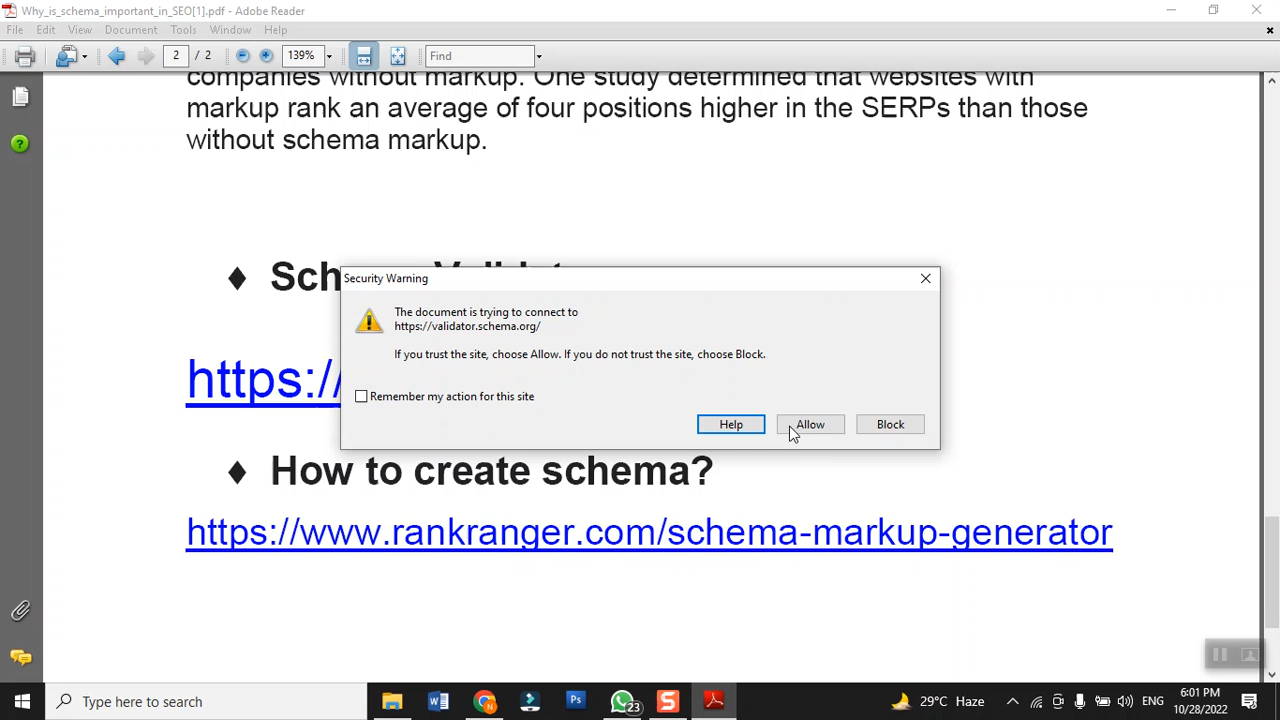 Why_is_schema_important_in_SEO[1].pdf - Adobe Reader
File Edit View Document Tools Window Help
2 / 2 139% Find
companies without markup. One study determined that websites with
markup rank an average of four positions higher in the SERPs than those
without schema markup.
Security Warning
The document is trying to connect to
https://validator.schema.org/
If you trust the site, choose Allow. If you do not trust the site, choose Block.
https://
Remember my action for this site
Help Allow Block
How to create schema?
https://www.rankranger.com/schema-markup-generator
Type here to search
23
29°C Haze
ENG
6:01 PM
10/28/2022